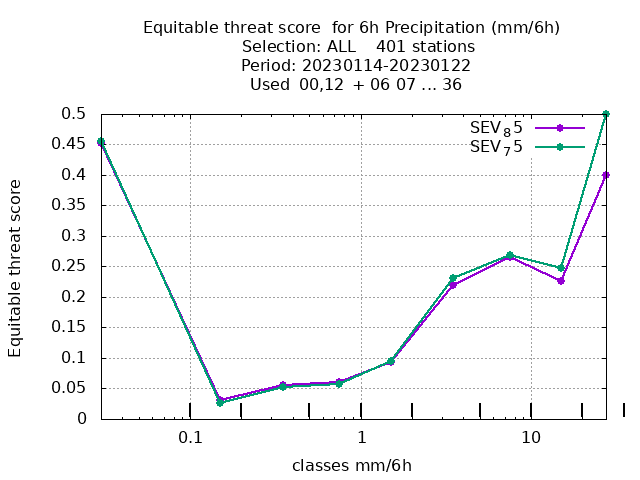 Equitable threat score  for 6h Precipitation (mm/6h)
Selection: ALL    401 stations
Period: 20230114-20230122
Used  00,12  + 06 07 ... 36
SEV₈5
SEV₇5
0.5
0.45
0.4
0.35
0.3
0.25
0.2
0.15
0.1
0.05
0
Equitable threat score
0.1 1 10
classes mm/6h